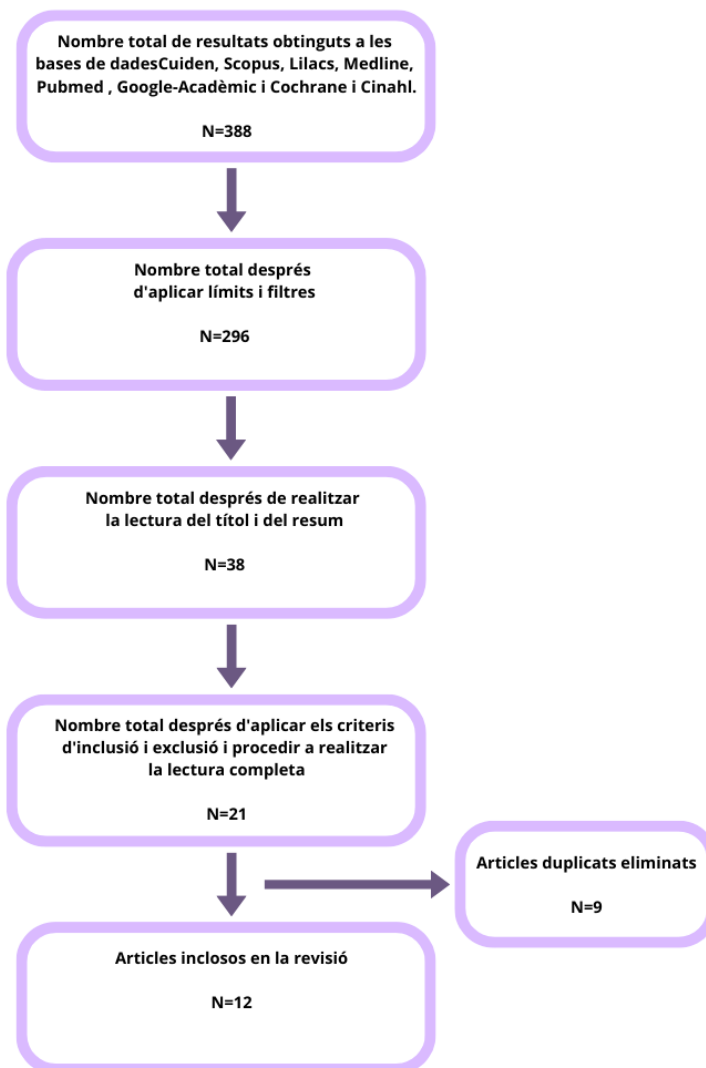 Nombre total de resultats obtinguts a les
bases de dadesCuiden, Scopus, Lilacs, Medline,
Pubmed , Google-Acadèmic i Cochrane i Cinahl.
N=388
Nombre total després
d'aplicar límits i filtres
N=296
Nombre total després de realitzar
la lectura del títol i del resum
N=38
Nombre total després d'aplicar els criteris
d'inclusió i exclusió i procedir a realitzar
la lectura completa
N=21
Articles duplicats eliminats
N=9
Articles inclosos en la revisió
N=12